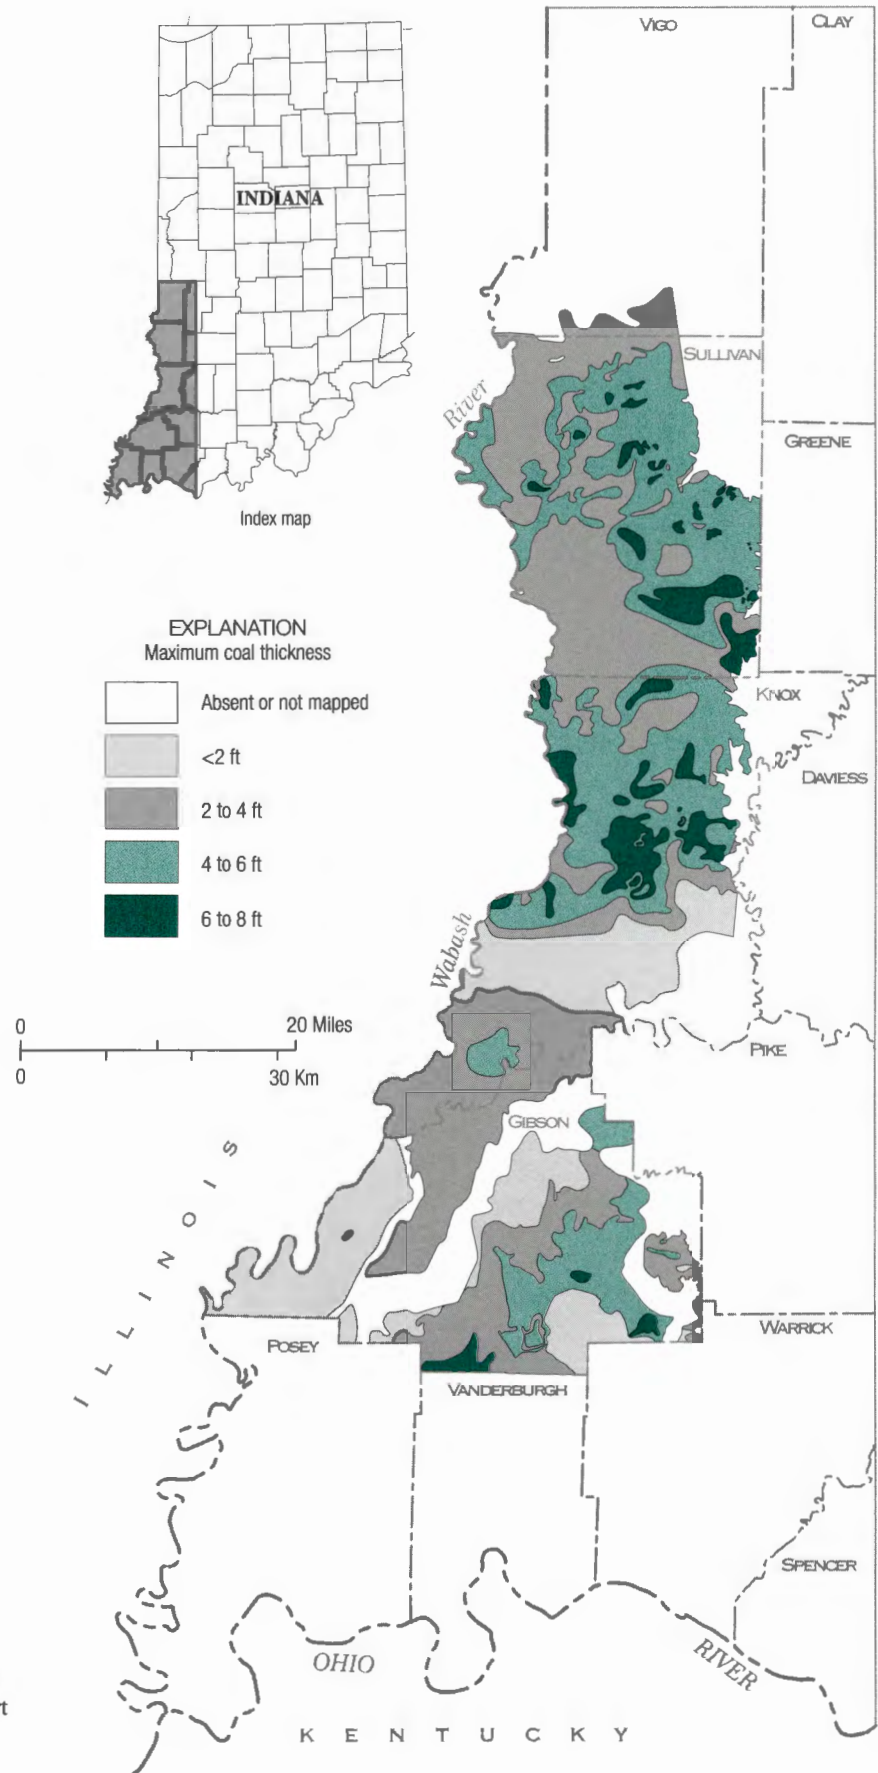 INDIANA
Index map
EXPLANATION
Maximum coal thickness
Absent or not mapped
<2 ft
2 to 4 ft
4 to 6 ft
6 to 8 ft
0 20 Miles
0 30 Km
VIGO
CLAY
SULLIVAN
River
GREENE
KNOX
DAVIESS
Wabash
PIKE
GIBSON
ILLINOIS
WARRICK
POSEY
VANDERBURGH
SPENCER
OHIO
RIVER
KENTUCKY
rt